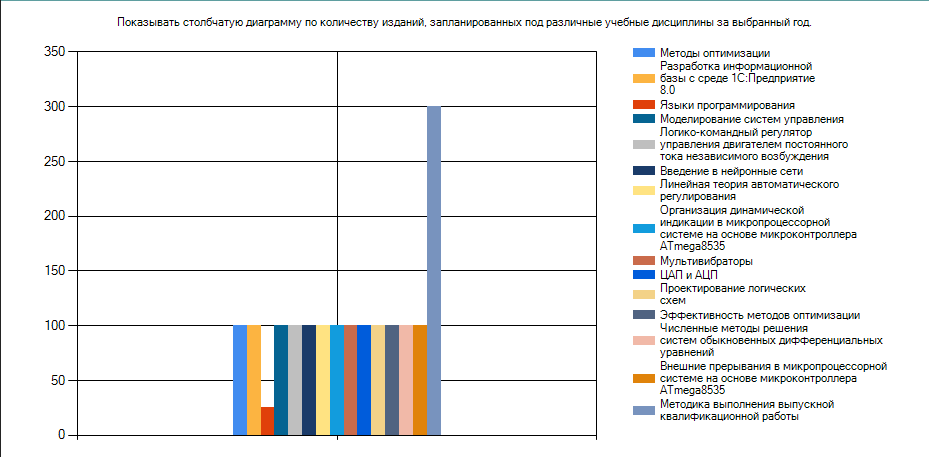 Показывать столбчатую диаграмму по количеству изданий, запланированных под различные учебные дисциплины за выбранный год.
350
300
250
200
150
100
50
0
Методы оптимизации
Разработка информационной
базы с среде 1С:Предприятие
8.0
Языки программирования
Моделирование систем управления
Логико-командный регулятор
управления двигателем постоянного
тока независимого возбуждения
Введение в нейронные сети
Линейная теория автоматического
регулирования
Организация динамической
индикации в микропроцессорной
системе на основе микроконтроллера
ATmega8535
Мультивибраторы
ЦАП и АЦП
Проектирование логических
схем
Эффективность методов оптимизации
Численные методы решения
систем обыкновенных дифференциальных
уравнений
Внешние прерывания в микропроцессорной
системе на основе микроконтроллера
ATmega8535
Методика выполнения выпускной
квалификационной работы